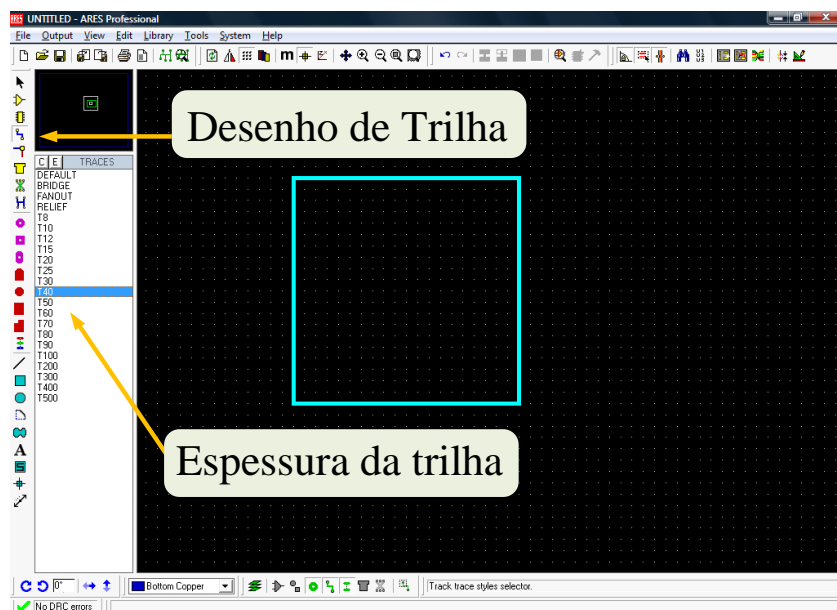 ARES UNTITLED - ARES Professional
File Output View Edit Library Tools System Help
Desenho de Trilha
C E TRACES
DEFAULT
BRIDGE
FANOUT
RELIEF
T8
T10
T12
T15
T20
T25
T30
T40
T50
T60
T70
T80
T90
T100
T200
T300
T400
T500
Espessura da trilha
0° Bottom Copper Track trace styles selector.
No DRC errors